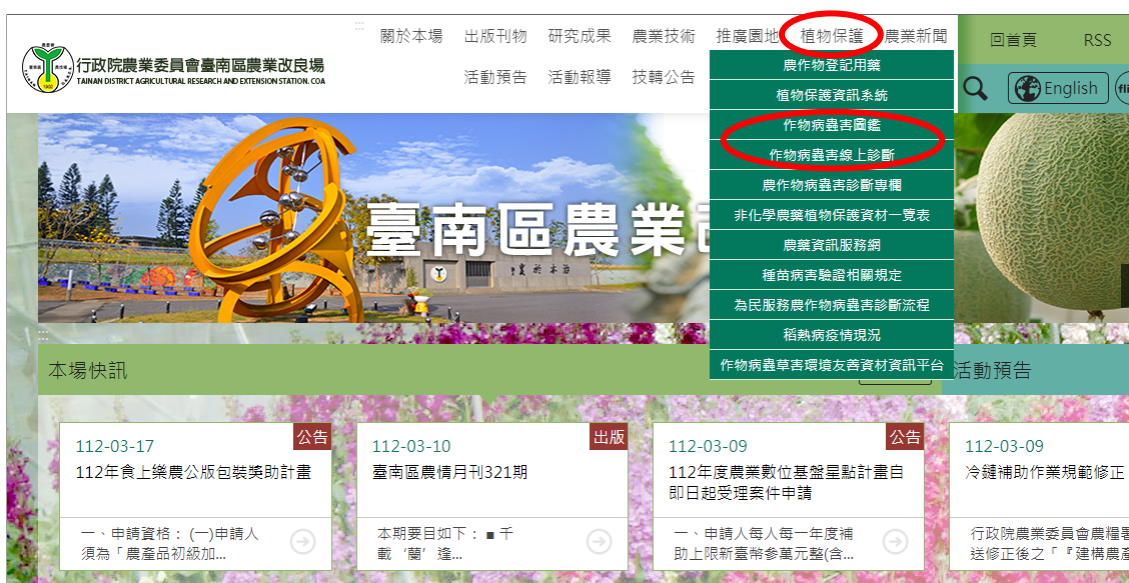 關於本場 出版刊物 研究成果 農業技術 推廣園地 植物保護 農業新聞 回首頁 RSS
行政院農業委員會臺南區農業改良場
TAINAN DISTRICT AGRICULTURAL RESEARCH AND EXTENSION STATION. COA
活動預告 活動報導 技轉公告
English
農作物登記用藥
植物保護資訊系統
作物病蟲害圖鑑
作物病蟲害線上診斷
農作物病蟲害診斷專欄
非化學農藥植物保護資材一覽表
農藥資訊服務網
種苗病害驗證相關規定
為民服務農作物病蟲害診斷流程
稻熱病疫情現況
作物病蟲草害環境友善資材資訊平台
臺南區農業
本場快訊
活動預告
112-03-17 公告
112年食上樂農公版包裝獎助計畫
一、申請資格： (一)申請人
須為「農產品初級加...
112-03-10 出版
臺南區農情月刊321期
本期要目如下： ■ 千
載‘蘭’逢...
112-03-09 公告
112年度農業數位基盤星點計畫自
即日起受理案件申請
一、申請人每人每一年度補
助上限新臺幣參萬元整(含...
112-03-09
冷鏈補助作業規範修正
行政院農業委員會農糧署
送修正後之「『建構農產